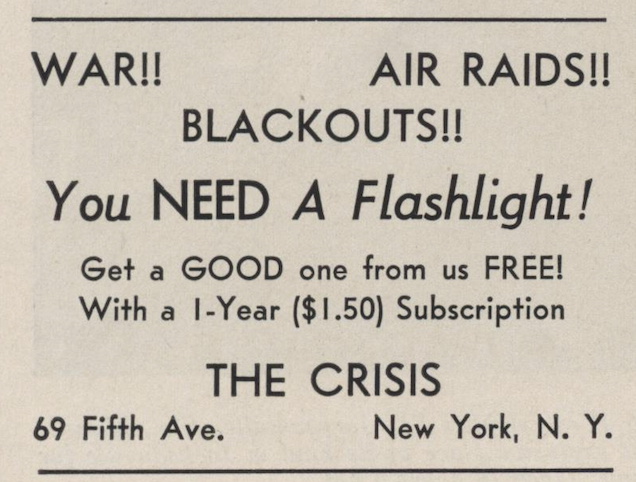 WAR!! AIR RAIDS!!
BLACKOUTS!!
You NEED A Flashlight!
Get a GOOD one from us FREE!
With a 1-Year ($1.50) Subscription
THE CRISIS
69 Fifth Ave. New York, N. Y.